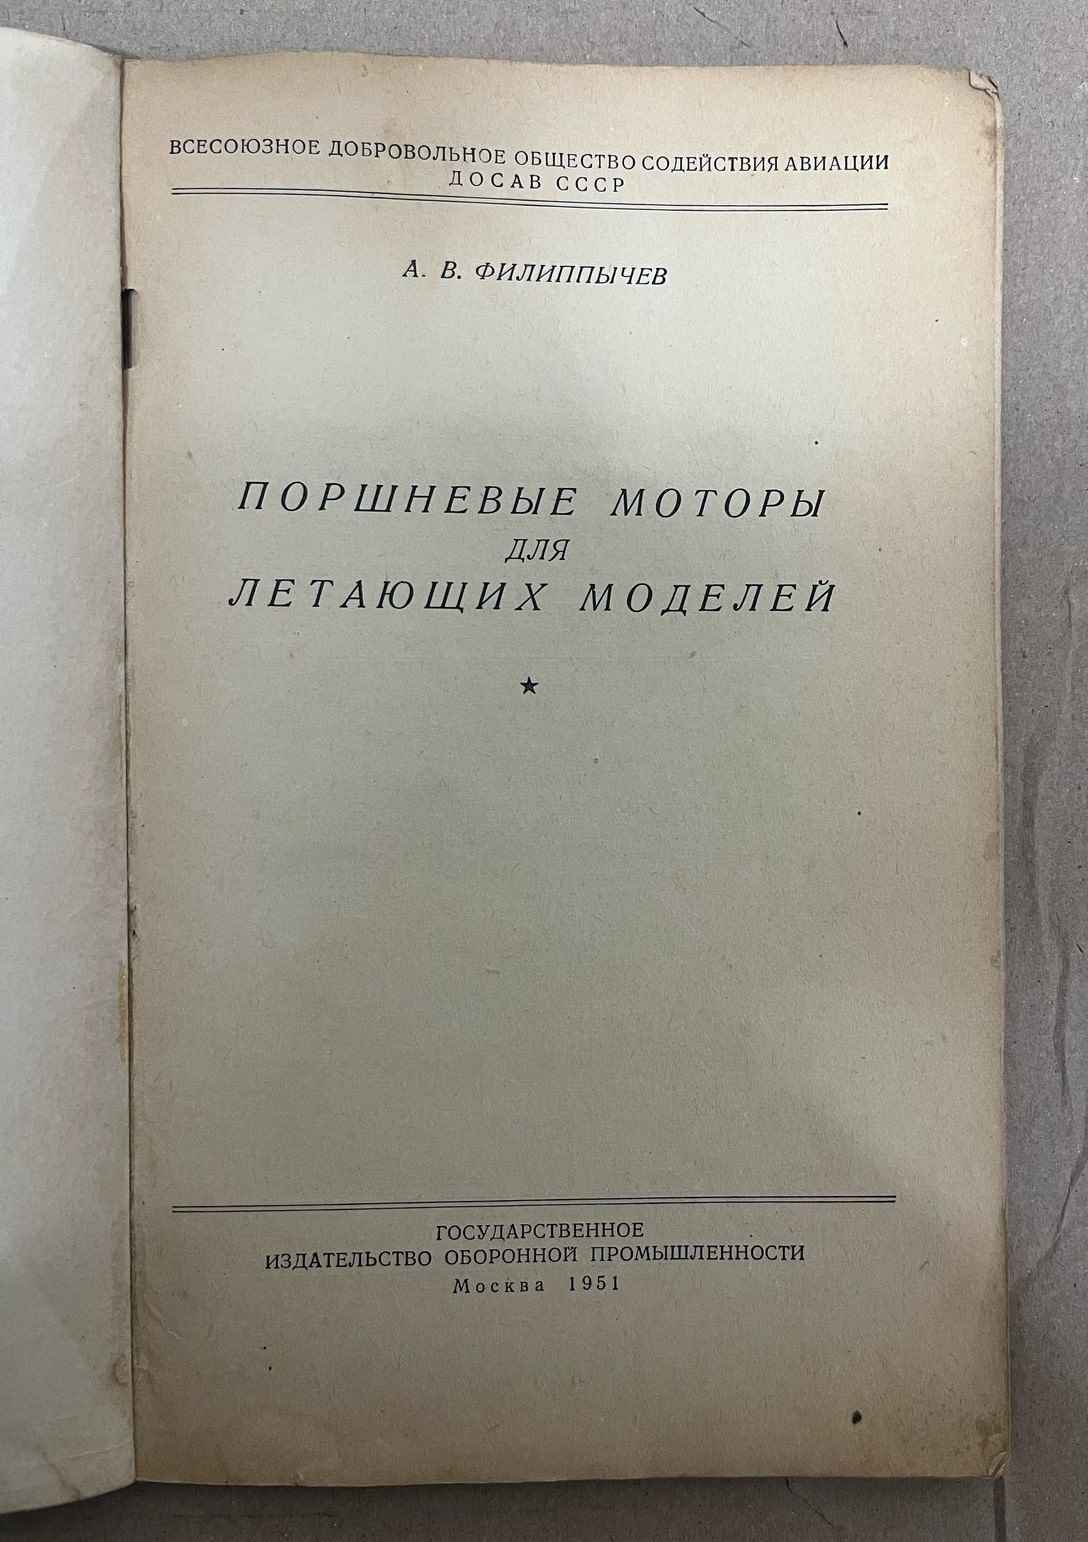 ВСЕСОЮЗНОЕ ДОБРОВОЛЬНОЕ ОБЩЕСТВО СОДЕЙСТВИЯ АВИАЦИИ
ДОСАВ СССР
А. В. ФИЛИППЫЧЕВ
ПОРШНЕВЫЕ МОТОРЫ
ДЛЯ
ЛЕТАЮЩИХ МОДЕЛЕЙ
ГОСУДАРСТВЕННОЕ
ИЗДАТЕЛЬСТВО ОБОРОННОЙ ПРОМЫШЛЕННОСТИ
Москва 1951